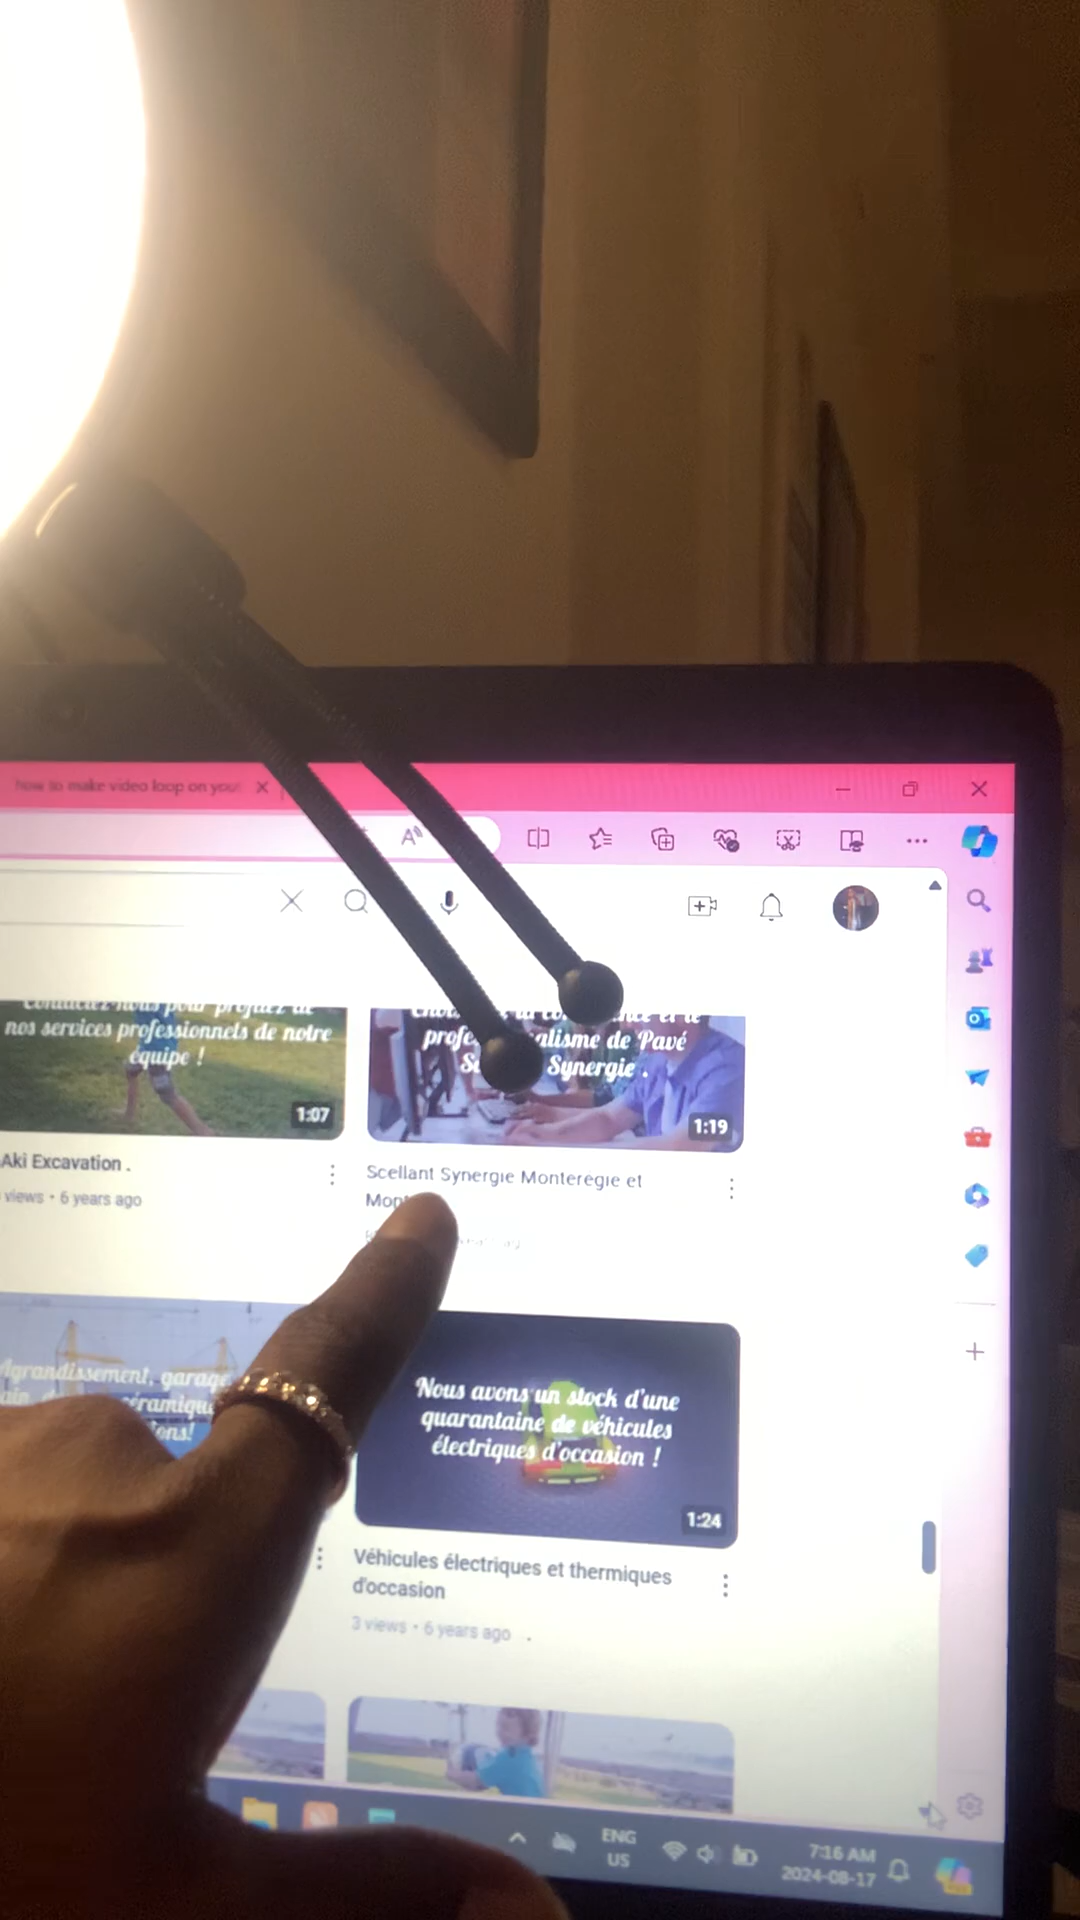 how to make video loop on your
nos services professionnels de notre
équipe !
1:07
Aki Excavation .
views • 6 years ago
de Pavé
Synergie .
1:19
Scellant Synergie Monteregie et
Agrandissement, garage
Nous avons un stock d'une
quarantaine de véhicules
électriques d'occasion !
1:24
Véhicules électriques et thermiques
d'occasion
3 views • 6 years ago
ENG
US
7:16 AM
2024-08-17